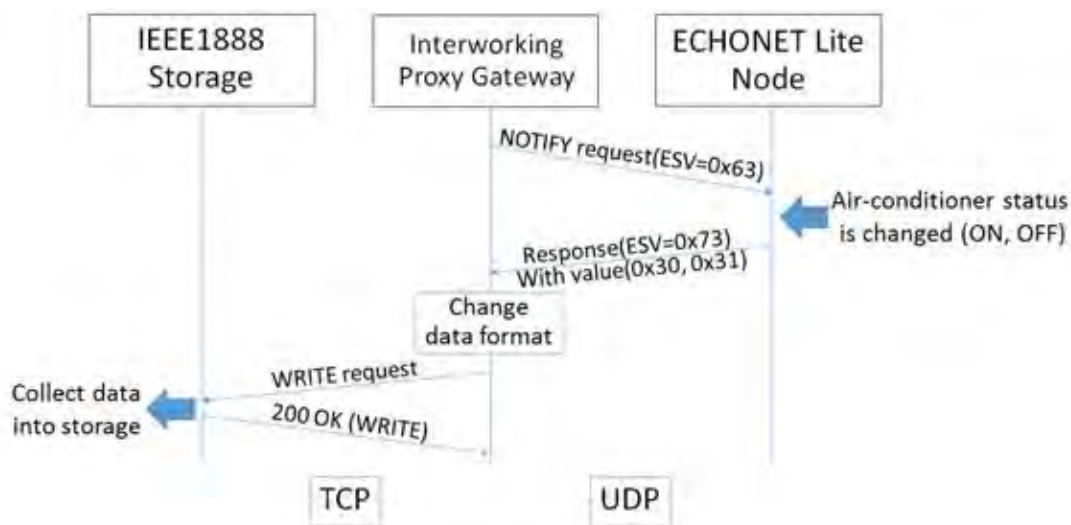 IEEE1888
Storage
Interworking
Proxy Gateway
ECHONET Lite
Node
NOTIFY request(ESV=0x63)
Air-conditioner status
is changed (ON, OFF)
Response(ESV=0x73)
With value(0x30, 0x31)
Change
data format
WRITE request
Collect data
into storage
200 OK (WRITE)
TCP
UDP